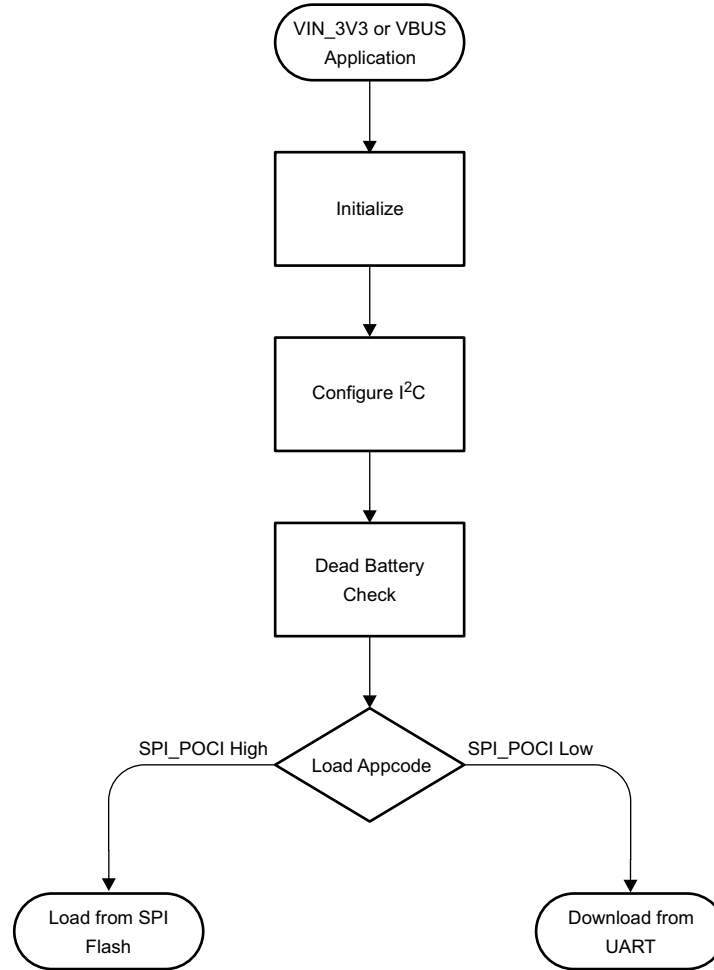 VIN_3V3 or VBUS
Application
Initialize
Configure I²C
Dead Battery
Check
SPI_POCI High
SPI_POCI Low
Load Appcode
Load from SPI
Flash
Download from
UART